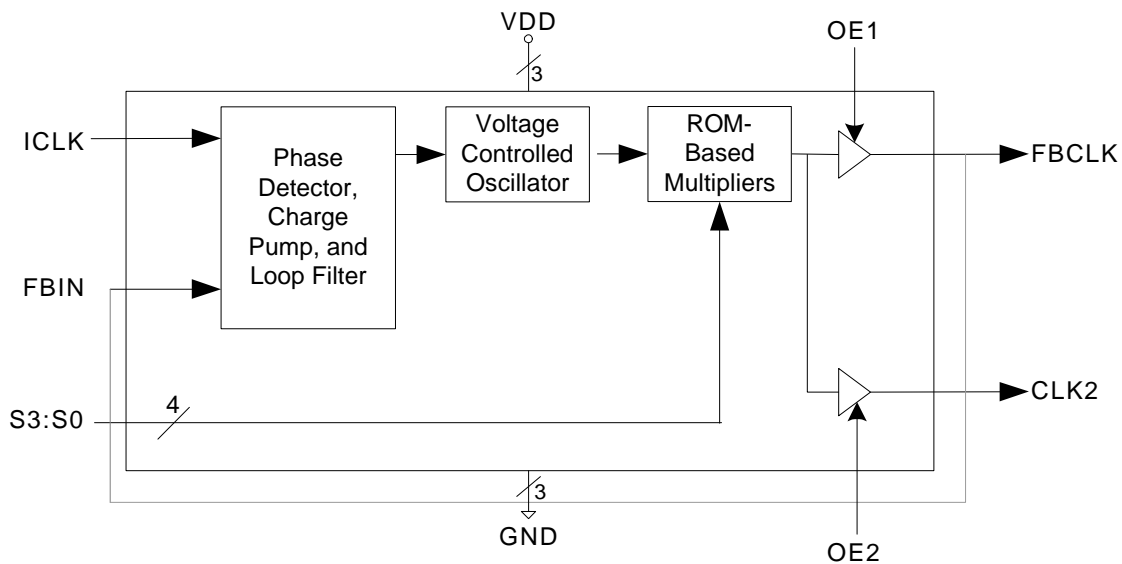 VDD
3
OE1
ICLK
Phase
Detector,
Charge
Pump, and
Loop Filter
Voltage
Controlled
Oscillator
ROM-
Based
Multipliers
FBCLK
FBIN
S3:S0
4
CLK2
3
GND
OE2